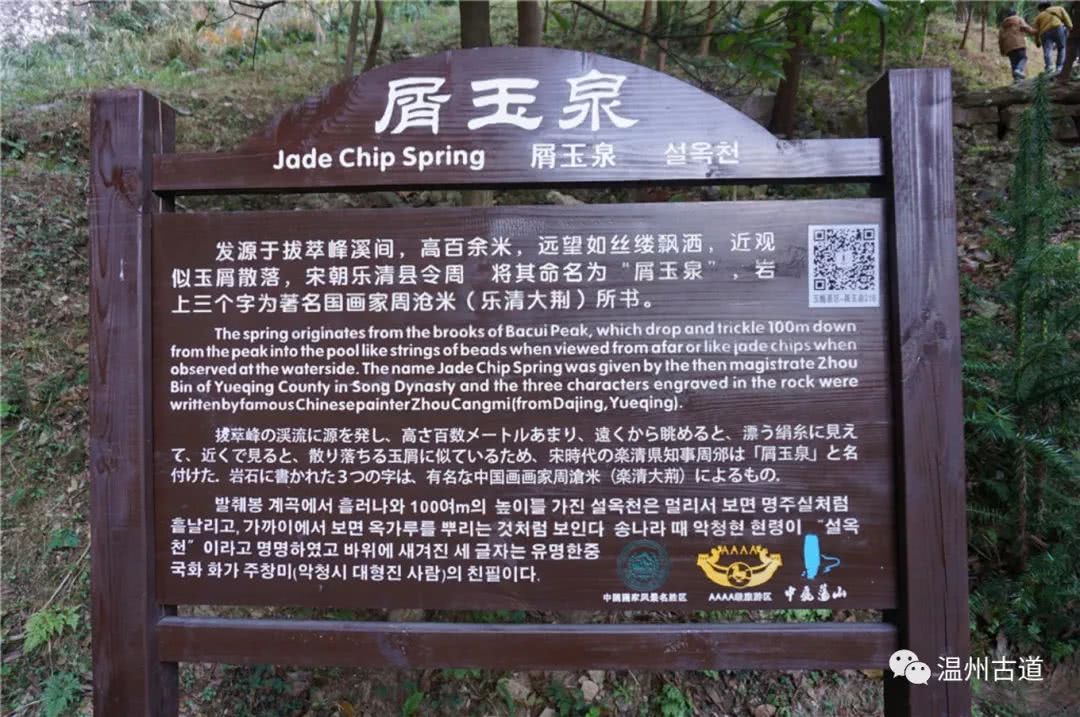 屑玉泉
Jade Chip Spring 屑玉泉 설옥천
发源于拔萃峰溪间，高百余米，远望如丝缕飘洒，近观
似玉屑散落，宋朝乐清县令周 将其命名为“屑玉泉”，岩
上三个字为著名国画家周沧米（乐清大荆）所书。
The spring originates from the brooks of Bacui Peak, which drop and trickle 100m down
from the peak into the pool like strings of beads when viewed from afar or like jade chips when
observed at the waterside. The name Jade Chip Spring was given by the then magistrate Zhou
Bin of Yueqing County in Song Dynasty and the three characters engraved in the rock were
written by famous Chinese painter Zhou Cangmi (from Dajing, Yueqing).
抜萃峰の渓流に源を発し、高さ百数メートルあまり、遠くから眺めると、漂う絹糸に見え
て、近くで見ると、散り落ちる玉屑に似ているため、宋時代の楽清県知事周邠は「屑玉泉」と名
付けた．岩石に書かれた３つの字は、有名な中国画画家周滄米（楽清大荊）によるもの．
발췌봉 계곡에서 흘러나와 100여m의 높이를 가진 설옥천은 멀리서 보면 명주실처럼
흩날리고, 가까이에서 보면 옥가루를 뿌리는 것처럼 보인다 송나라 때 악청현 현령이 “설옥
천”이라고 명명하였고 바위에 새겨진 세 글자는 유명한중
국화 화가 주창미(악청시 대형진 사람)의 친필이다.
AAAA
中國國家风景名胜区 AAAA级旅游区 中雁荡山
温州古道